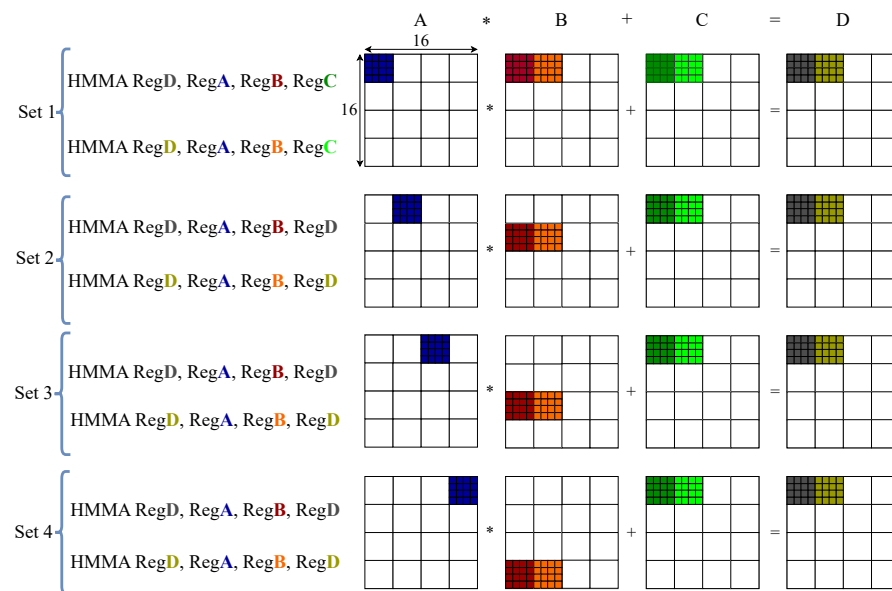 A * B + C = D
16
HMMA RegD, RegA, RegB, RegC
Set 1
16
* + =
HMMA RegD, RegA, RegB, RegC
HMMA RegD, RegA, RegB, RegD
Set 2
* + =
HMMA RegD, RegA, RegB, RegD
HMMA RegD, RegA, RegB, RegD
Set 3
* + =
HMMA RegD, RegA, RegB, RegD
HMMA RegD, RegA, RegB, RegD
Set 4
* + =
HMMA RegD, RegA, RegB, RegD